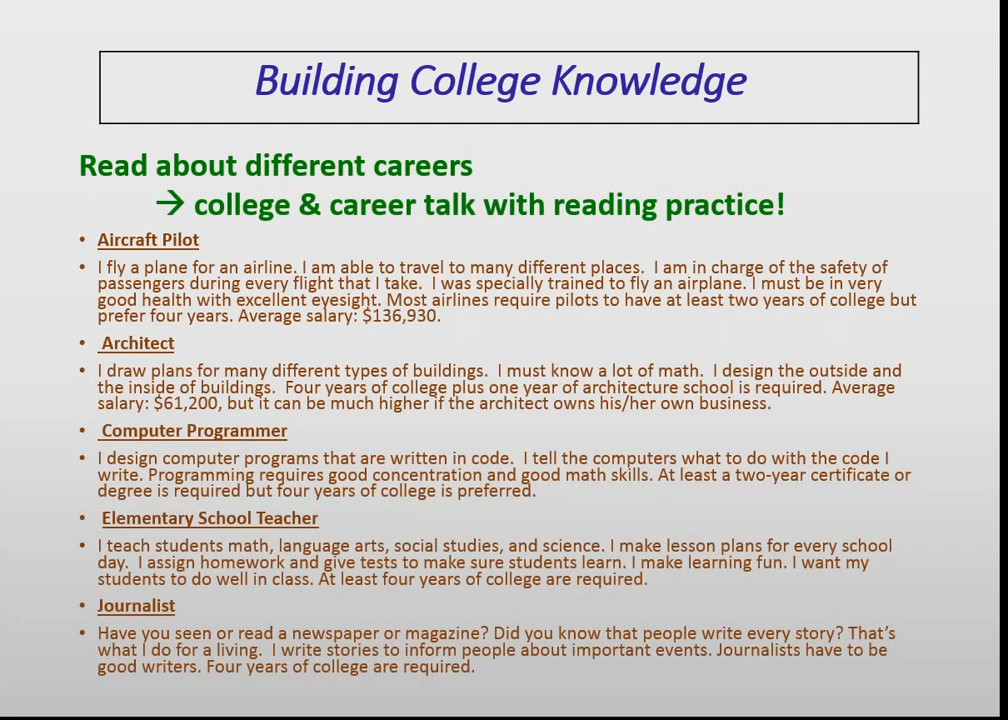 Building College Knowledge
Read about different careers
→ college & career talk with reading practice!
• Aircraft Pilot
• I fly a plane for an airline. I am able to travel to many different places.  I am in charge of the safety of
passengers during every flight that I take.  I was specially trained to fly an airplane. I must be in very
good health with excellent eyesight. Most airlines require pilots to have at least two years of college but
prefer four years. Average salary: $136,930.
• Architect
• I draw plans for many different types of buildings.  I must know a lot of math.  I design the outside and
the inside of buildings.  Four years of college plus one year of architecture school is required. Average
salary: $61,200, but it can be much higher if the architect owns his/her own business.
• Computer Programmer
• I design computer programs that are written in code.  I tell the computers what to do with the code I
write. Programming requires good concentration and good math skills. At least a two-year certificate or
degree is required but four years of college is preferred.
• Elementary School Teacher
• I teach students math, language arts, social studies, and science. I make lesson plans for every school
day.  I assign homework and give tests to make sure students learn. I make learning fun. I want my
students to do well in class. At least four years of college are required.
• Journalist
• Have you seen or read a newspaper or magazine? Did you know that people write every story? That's
what I do for a living.  I write stories to inform people about important events. Journalists have to be
good writers. Four years of college are required.